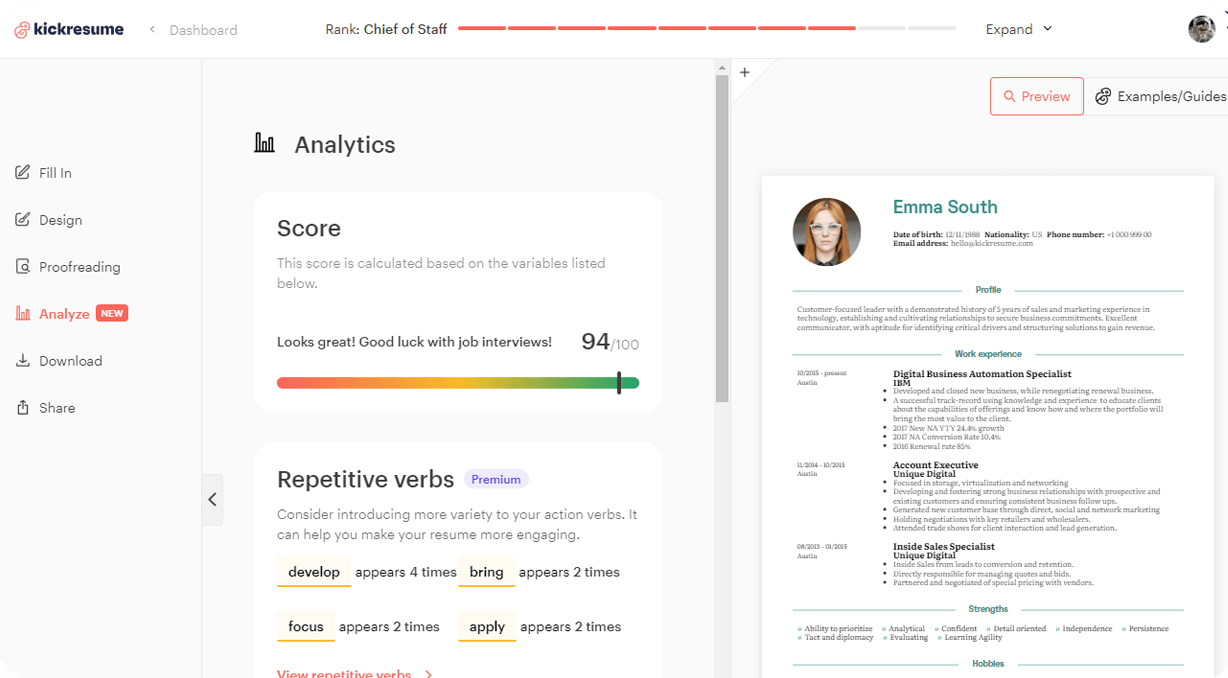 kickresume
Dashboard
Rank: Chief of Staff
Expand
Fill In
Design
Proofreading
Analyze NEW
Download
Share
Analytics
Score
This score is calculated based on the variables listed
below.
Looks great! Good luck with job interviews! 94/100
Repetitive verbs Premium
Consider introducing more variety to your action verbs. It
can help you make your resume more engaging.
develop appears 4 times bring appears 2 times
focus appears 2 times apply appears 2 times
View repetitive verbs
+
Preview
Examples/Guides
Emma South
Date of birth: 12/11/1988 Nationality: US Phone number: +1 000 999 00
Email address: hello@kickresume.com
Profile
Customer-focused leader with a demonstrated history of 5 years of sales and marketing experience in
technology, establishing and cultivating relationships to secure business commitments. Excellent
communicator, with aptitude for identifying critical drivers and structuring solutions to gain revenue.
Work experience
10/2015 - present
Austin
Digital Business Automation Specialist
IBM
• Developed and closed new business, while renegotiating renewal business.
• A successful track-record using knowledge and experience to educate clients
about the capabilities of offerings and know how and where the portfolio will
bring the most value to the client.
• 2017 New NA YTY 24.4% growth
• 2017 NA Conversion Rate 10.4%
• 2016 Renewal rate 85%
11/2014 - 10/2015
Austin
Account Executive
Unique Digital
• Focused in storage, virtualization and networking
• Developing and fostering strong business relationships with prospective and
existing customers and ensuring consistent business follow ups.
• Generated new customer base through direct, social and network marketing
• Holding negotiations with key retailers and wholesalers.
• Attended trade shows for client interaction and lead generation.
08/2013 - 01/2015
Austin
Inside Sales Specialist
Unique Digital
• Inside Sales from leads to conversion and retention.
• Directly responsible for managing quotes and bids.
• Partnered and negotiated of special pricing with vendors.
Strengths
Ability to prioritize Analytical Confident Detail oriented Independence Persistence
Tact and diplomacy Evaluating Learning Agility
Hobbies